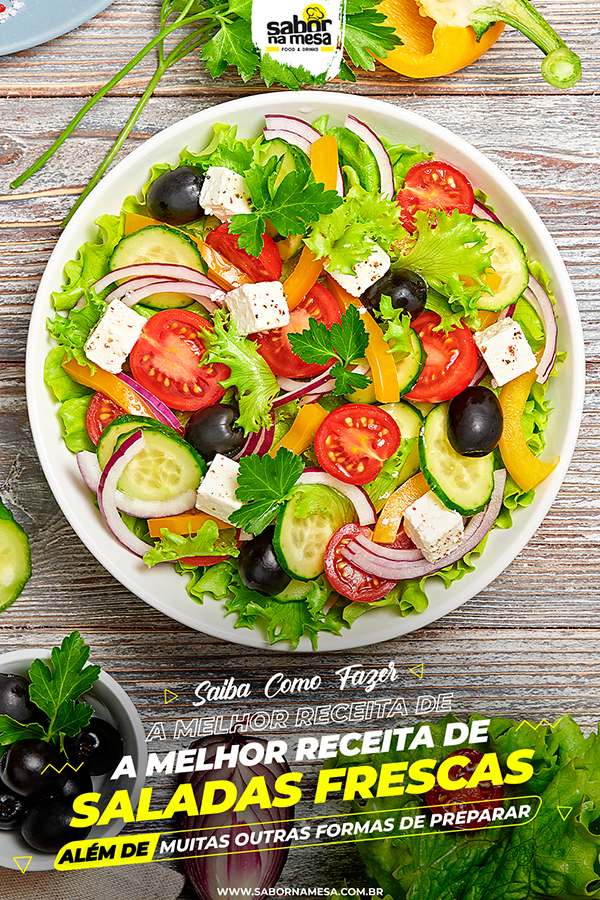 sabor
na mesa
FOOD & DRINKS
Saiba Como Fazer
A MELHOR RECEITA DE
A MELHOR RECEITA DE
SALADAS FRESCAS
ALÉM DE MUITAS OUTRAS FORMAS DE PREPARAR
WWW.SABORNAMESA.COM.BR